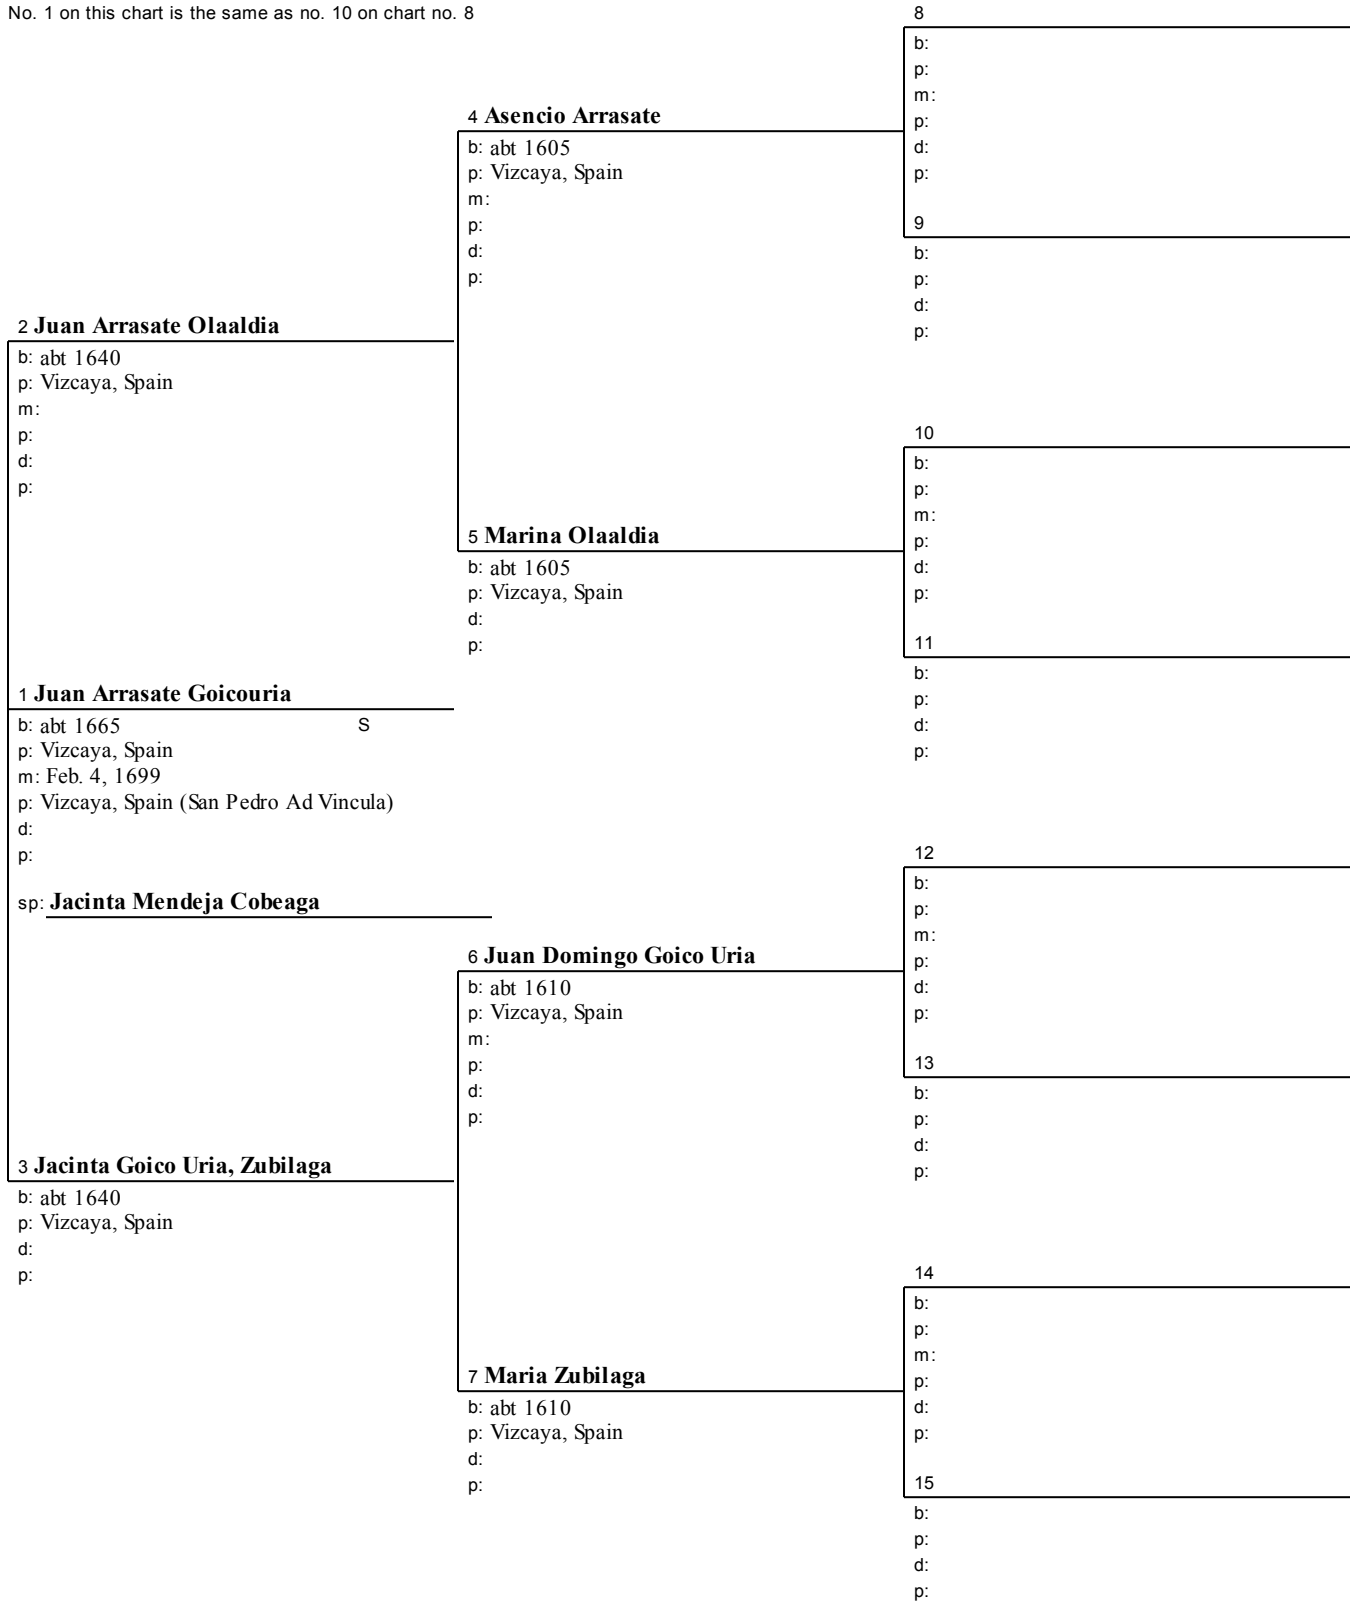 No. 1 on this chart is the same as no. 10 on chart no. 8
2 Juan Arrasate Olaaldia
b: abt 1640
p: Vizcaya, Spain
m:
p:
d:
p:
1 Juan Arrasate Goicouria
b: abt 1665 S
p: Vizcaya, Spain
m: Feb. 4, 1699
p: Vizcaya, Spain (San Pedro Ad Vincula)
d:
p:
sp: Jacinta Mendeja Cobeaga
3 Jacinta Goico Uria, Zubilaga
b: abt 1640
p: Vizcaya, Spain
d:
p:
4 Asencio Arrasate
b: abt 1605
p: Vizcaya, Spain
m:
p:
d:
p:
5 Marina Olaaldia
b: abt 1605
p: Vizcaya, Spain
d:
p:
6 Juan Domingo Goico Uria
b: abt 1610
p: Vizcaya, Spain
m:
p:
d:
p:
7 Maria Zubilaga
b: abt 1610
p: Vizcaya, Spain
d:
p:
8
b:
p:
m:
p:
d:
p:
9
b:
p:
d:
p:
10
b:
p:
m:
p:
d:
p:
11
b:
p:
d:
p:
12
b:
p:
m:
p:
d:
p:
13
b:
p:
d:
p:
14
b:
p:
m:
p:
d:
p:
15
b:
p:
d:
p: